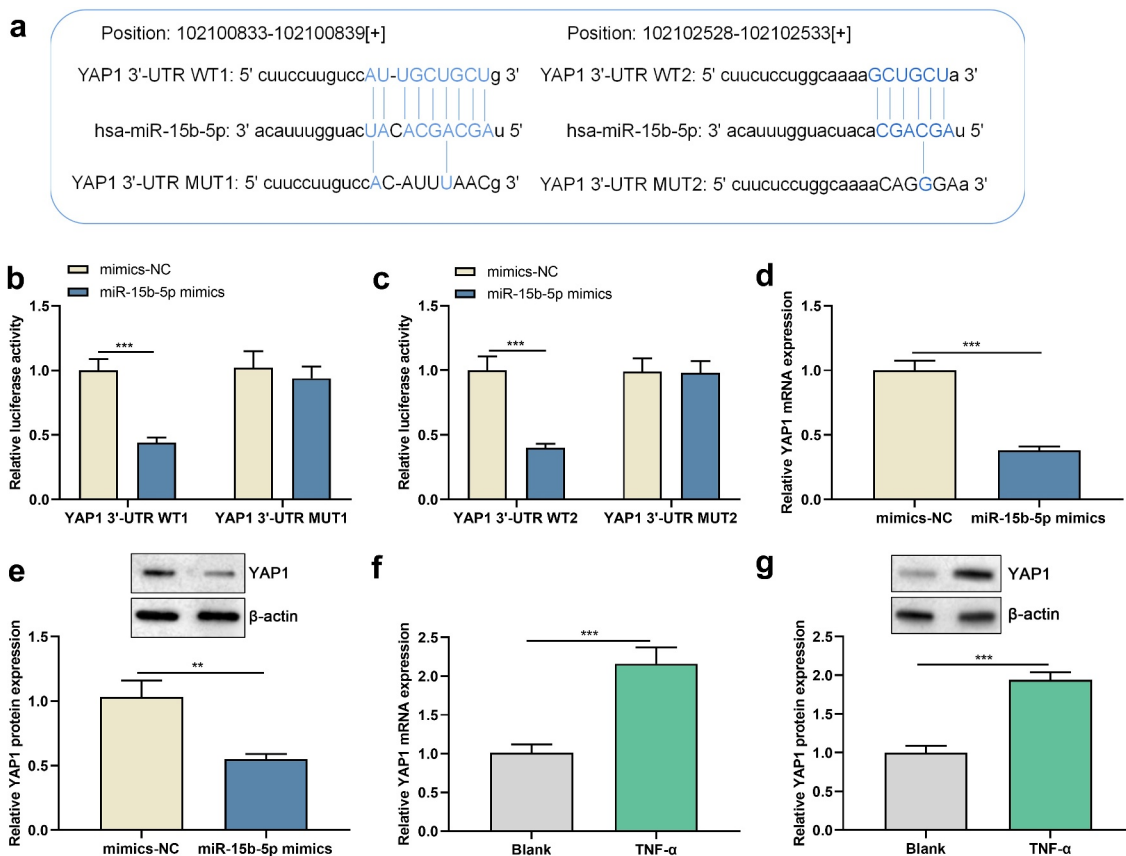 a
Position: 102100833-102100839[+]
YAP1 3'-UTR WT1: 5' cuuccuuguccAU-UGCUGCUg 3'
hsa-miR-15b-5p: 3' acauuugguacUACACGACGAu 5'
YAP1 3'-UTR MUT1: 5' cuuccuuguccAC-AUUUAACg 3'
Position: 102102528-102102533[+]
YAP1 3'-UTR WT2: 5' cuucuccuggcaaaaGCUGCUa 3'
hsa-miR-15b-5p: 3' acauuugguacuacaCGACGAu 5'
YAP1 3'-UTR MUT2: 5' cuucuccuggcaaaaCAGGGAa 3'
b
mimics-NC
miR-15b-5p mimics
Relative luciferase activity
1.5
1.0
0.5
0.0
***
YAP1 3'-UTR WT1
YAP1 3'-UTR MUT1
c
mimics-NC
miR-15b-5p mimics
Relative luciferase activity
1.5
1.0
0.5
0.0
***
YAP1 3'-UTR WT2
YAP1 3'-UTR MUT2
d
Relative YAP1 mRNA expression
1.5
1.0
0.5
0.0
***
mimics-NC
miR-15b-5p mimics
e
YAP1
β-actin
Relative YAP1 protein expression
1.5
1.0
0.5
0.0
**
mimics-NC
miR-15b-5p mimics
f
Relative YAP1 mRNA expression
2.5
2.0
1.5
1.0
0.5
0.0
***
Blank
TNF-α
g
YAP1
β-actin
Relative YAP1 protein expression
2.5
2.0
1.5
1.0
0.5
0.0
***
Blank
TNF-α